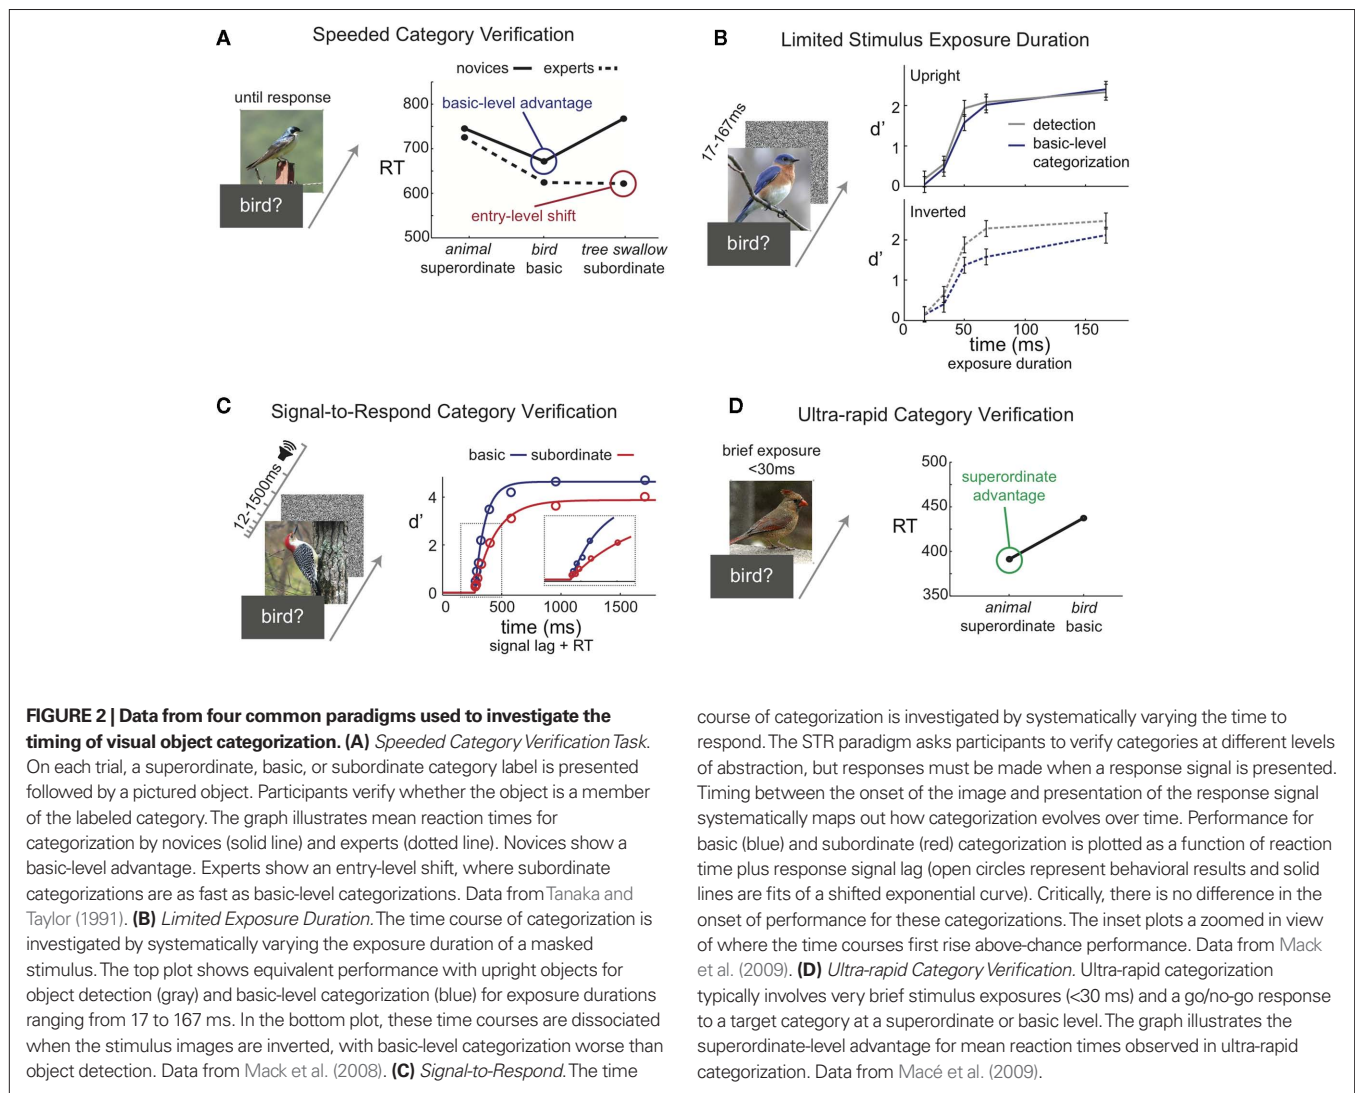 A
Speeded Category Verification
novices experts
until response
bird?
RT
800
700
600
500
basic-level advantage
entry-level shift
animal bird tree swallow
superordinate basic subordinate
B
Limited Stimulus Exposure Duration
17-167ms
bird?
Upright
d'
2
1
0
detection
basic-level
categorization
Inverted
d'
2
1
0
0 50 100 150
time (ms)
exposure duration
C
Signal-to-Respond Category Verification
12-1500ms
bird?
basic subordinate
d'
4
2
0
0 500 1000 1500
time (ms)
signal lag + RT
D
Ultra-rapid Category Verification
brief exposure
<30ms
bird?
RT
500
450
400
350
superordinate
advantage
animal bird
superordinate basic
FIGURE 2 | Data from four common paradigms used to investigate the
timing of visual object categorization. (A) Speeded Category Verification Task.
On each trial, a superordinate, basic, or subordinate category label is presented
followed by a pictured object. Participants verify whether the object is a member
of the labeled category. The graph illustrates mean reaction times for
categorization by novices (solid line) and experts (dotted line). Novices show a
basic-level advantage. Experts show an entry-level shift, where subordinate
categorizations are as fast as basic-level categorizations. Data from Tanaka and
Taylor (1991). (B) Limited Exposure Duration. The time course of categorization is
investigated by systematically varying the exposure duration of a masked
stimulus. The top plot shows equivalent performance with upright objects for
object detection (gray) and basic-level categorization (blue) for exposure durations
ranging from 17 to 167 ms. In the bottom plot, these time courses are dissociated
when the stimulus images are inverted, with basic-level categorization worse than
object detection. Data from Mack et al. (2008). (C) Signal-to-Respond. The time
course of categorization is investigated by systematically varying the time to
respond. The STR paradigm asks participants to verify categories at different levels
of abstraction, but responses must be made when a response signal is presented.
Timing between the onset of the image and presentation of the response signal
systematically maps out how categorization evolves over time. Performance for
basic (blue) and subordinate (red) categorization is plotted as a function of reaction
time plus response signal lag (open circles represent behavioral results and solid
lines are fits of a shifted exponential curve). Critically, there is no difference in the
onset of performance for these categorizations. The inset plots a zoomed in view
of where the time courses first rise above-chance performance. Data from Mack
et al. (2009). (D) Ultra-rapid Category Verification. Ultra-rapid categorization
typically involves very brief stimulus exposures (<30 ms) and a go/no-go response
to a target category at a superordinate or basic level. The graph illustrates the
superordinate-level advantage for mean reaction times observed in ultra-rapid
categorization. Data from Macé et al. (2009).